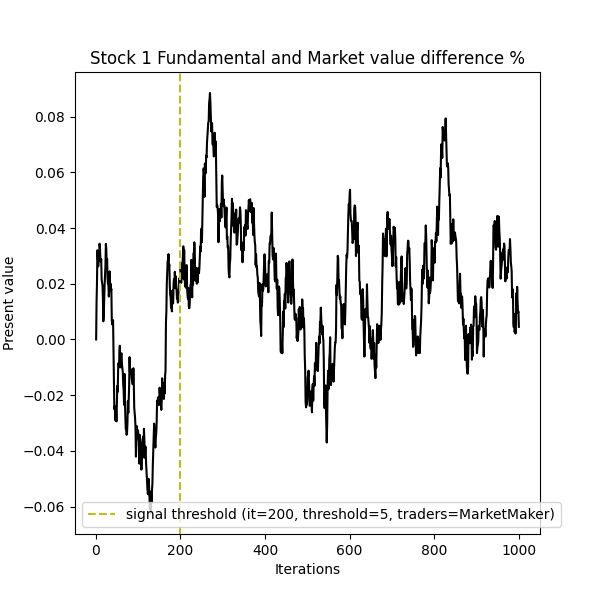 Stock 1 Fundamental and Market value difference %
Present value
0.08
0.06
0.04
0.02
0.00
−0.02
−0.04
−0.06
signal threshold (it=200, threshold=5, traders=MarketMaker)
0 200 400 600 800 1000
Iterations